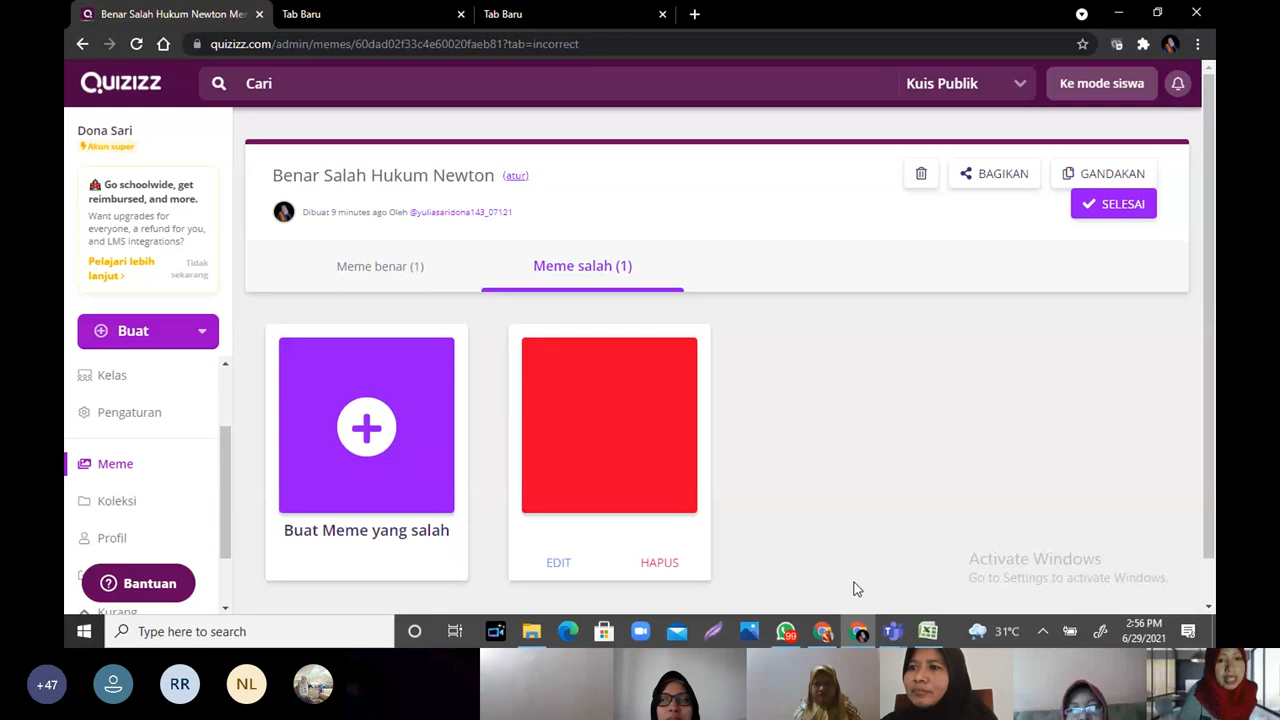 Benar Salah Hukum Newton Mem
Tab Baru
Tab Baru
quizizz.com/admin/memes/60dad02f33c4e60020faeb81?tab=incorrect
QUIZIZZ
Cari
Kuis Publik
Ke mode siswa
Dona Sari
Akun super
Go schoolwide, get
reimbursed, and more.
Want upgrades for
everyone, a refund for you,
and LMS integrations?
Pelajari lebih
lanjut >
Tidak
sekarang
Buat
Kelas
Pengaturan
Meme
Koleksi
Profil
Bantuan
Kurang
Benar Salah Hukum Newton (atur)
Dibuat 9 minutes ago Oleh @yuliasaridona143_07121
BAGIKAN
GANDAKAN
SELESAI
Meme benar (1)
Meme salah (1)
Buat Meme yang salah
EDIT
HAPUS
Activate Windows
Go to Settings to activate Windows.
Type here to search
99
31°C
2:56 PM
6/29/2021
+47
RR
NL